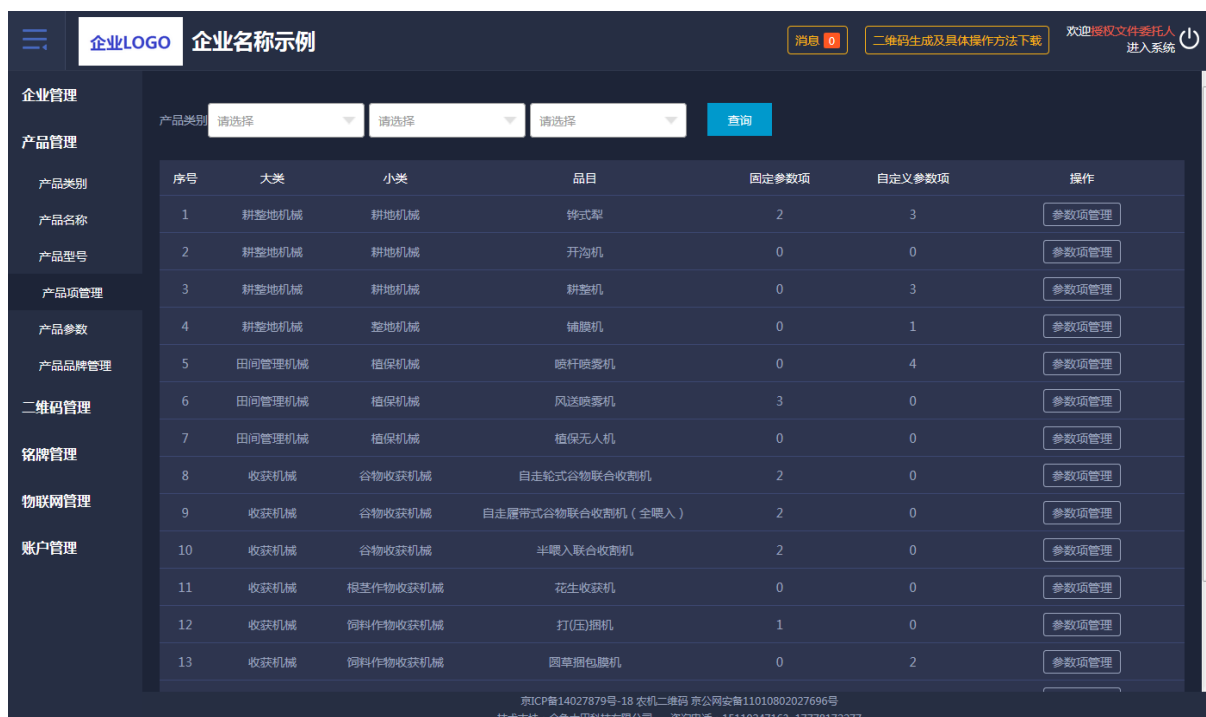 企业LOGO 企业名称示例 消息 0 二维码生成及具体操作方法下载 欢迎授权文件委托人
进入系统
企业管理
产品管理
产品类别
产品名称
产品型号
产品项管理
产品参数
产品品牌管理
二维码管理
铭牌管理
物联网管理
账户管理
产品类别 请选择 请选择 请选择 查询
序号 大类 小类 品目 固定参数项 自定义参数项 操作
1 耕整地机械 耕地机械 铧式犁 2 3 参数项管理
2 耕整地机械 耕地机械 开沟机 0 0 参数项管理
3 耕整地机械 耕地机械 耕整机 0 3 参数项管理
4 耕整地机械 整地机械 铺膜机 0 1 参数项管理
5 田间管理机械 植保机械 喷杆喷雾机 0 4 参数项管理
6 田间管理机械 植保机械 风送喷雾机 3 0 参数项管理
7 田间管理机械 植保机械 植保无人机 0 0 参数项管理
8 收获机械 谷物收获机械 自走轮式谷物联合收割机 2 0 参数项管理
9 收获机械 谷物收获机械 自走履带式谷物联合收割机（全喂入） 2 0 参数项管理
10 收获机械 谷物收获机械 半喂入联合收割机 2 0 参数项管理
11 收获机械 根茎作物收获机械 花生收获机 0 0 参数项管理
12 收获机械 饲料作物收获机械 打(压)捆机 1 0 参数项管理
13 收获机械 饲料作物收获机械 圆草捆包膜机 0 2 参数项管理
京ICP备14027879号-18 农机二维码 京公网安备11010802027696号